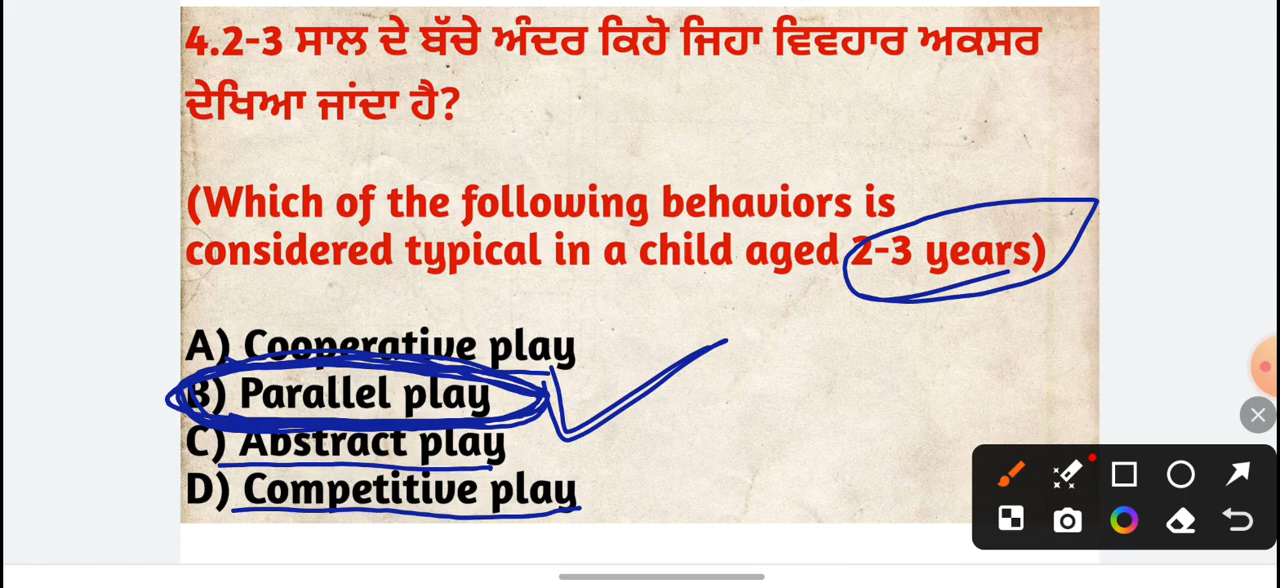 4.2-3 ਸਾਲ ਦੇ ਬੱਚੇ ਅੰਦਰ ਕਿਹੋ ਜਿਹਾ ਵਿਵਹਾਰ ਅਕਸਰ
ਦੇਖਿਆ ਜਾਂਦਾ ਹੈ?
(Which of the following behaviors is
considered typical in a child aged 2-3 years)
A) Cooperative play
B) Parallel play
C) Abstract play
D) Competitive play